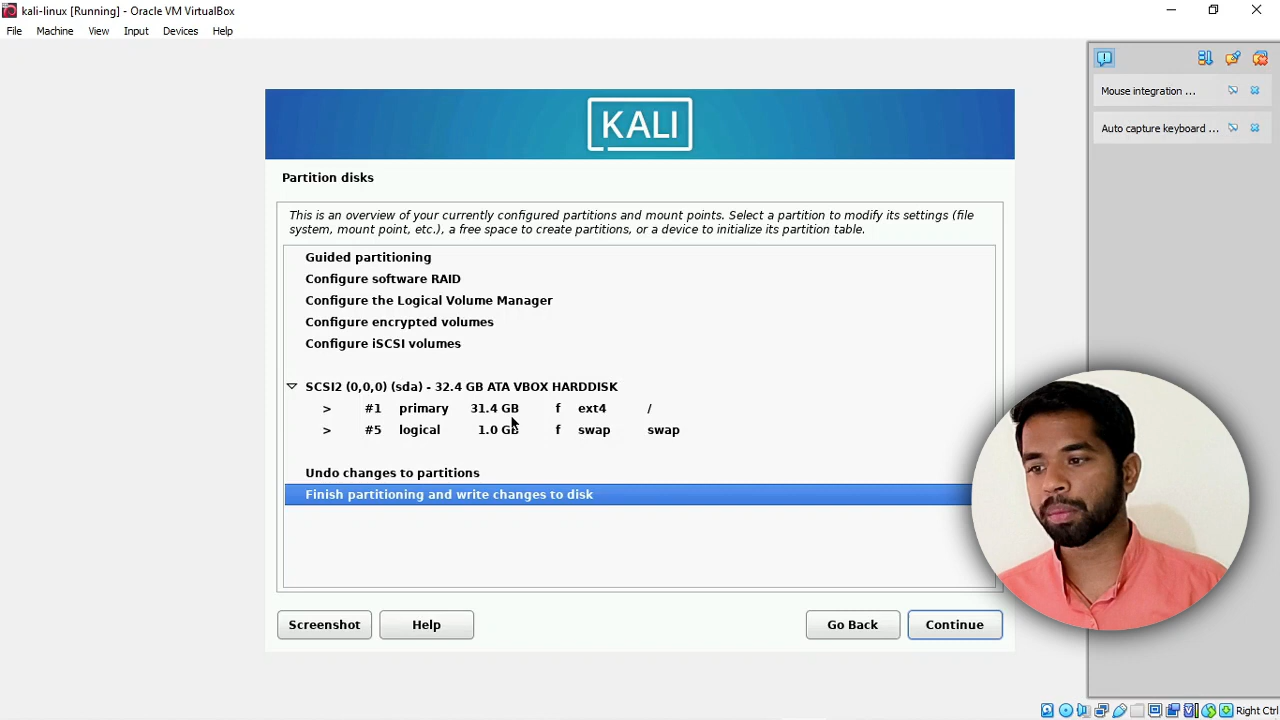 kali-linux [Running] - Oracle VM VirtualBox
File Machine View Input Devices Help
Mouse integration ...
Auto capture keyboard ...
KALI
Partition disks
This is an overview of your currently configured partitions and mount points. Select a partition to modify its settings (file
system, mount point, etc.), a free space to create partitions, or a device to initialize its partition table.
Guided partitioning
Configure software RAID
Configure the Logical Volume Manager
Configure encrypted volumes
Configure iSCSI volumes
SCSI2 (0,0,0) (sda) - 32.4 GB ATA VBOX HARDDISK
> #1 primary 31.4 GB f ext4 /
> #5 logical 1.0 GB f swap swap
Undo changes to partitions
Finish partitioning and write changes to disk
Screenshot Help Go Back Continue
Right Ctrl